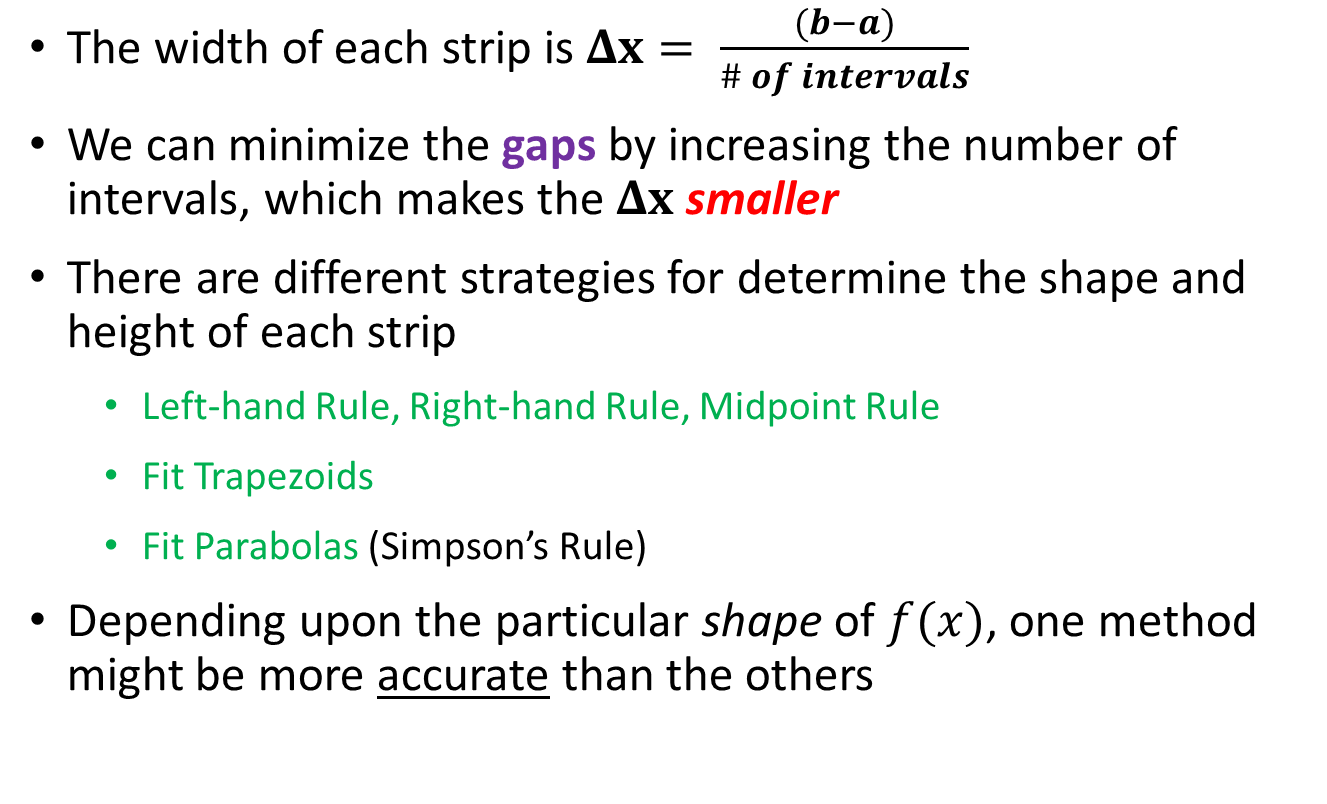 • The width of each strip is Δx = (b−a) / # of intervals
• We can minimize the gaps by increasing the number of
intervals, which makes the Δx smaller
• There are different strategies for determine the shape and
height of each strip
• Left-hand Rule, Right-hand Rule, Midpoint Rule
• Fit Trapezoids
• Fit Parabolas (Simpson’s Rule)
• Depending upon the particular shape of f(x), one method
might be more accurate than the others